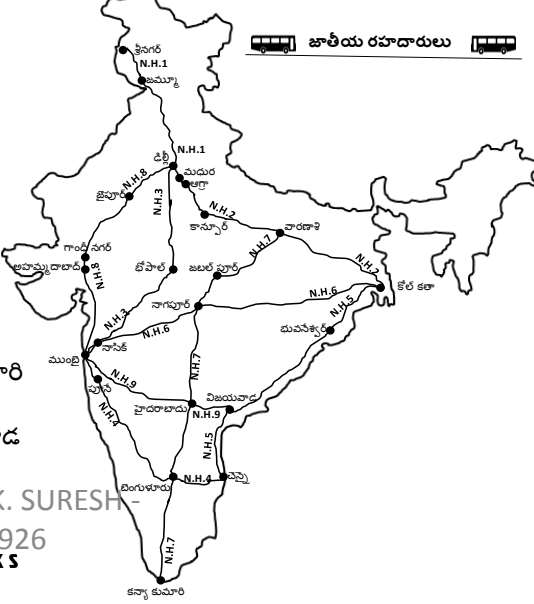 జాతీయ రహదారులు
శ్రీనగర్
N.H.1
జమ్మూ
N.H.1
ఢిల్లీ
మధుర
ఆగ్రా
N.H.8
జైపూర్
N.H.3
N.H.2
కాన్పూర్
వారణాశి
గాంధీ నగర్
N.H.7
అహమ్మదాబాద్
N.H.8
భోపాల్
జబల్ పూర్
N.H.2
కోల్ కతా
N.H.6
నాగపూర్
N.H.5
N.H.3
N.H.6
భువనేశ్వర్
నాసిక్
ముంబై
N.H.7
N.H.9
పూనే
విజయవాడ
హైదరాబాదు
N.H.9
N.H.4
N.H.5
N.H.4
చెన్నై
బెంగుళూరు
K. SURESH -
926
KS
N.H.7
కన్యా కుమారి